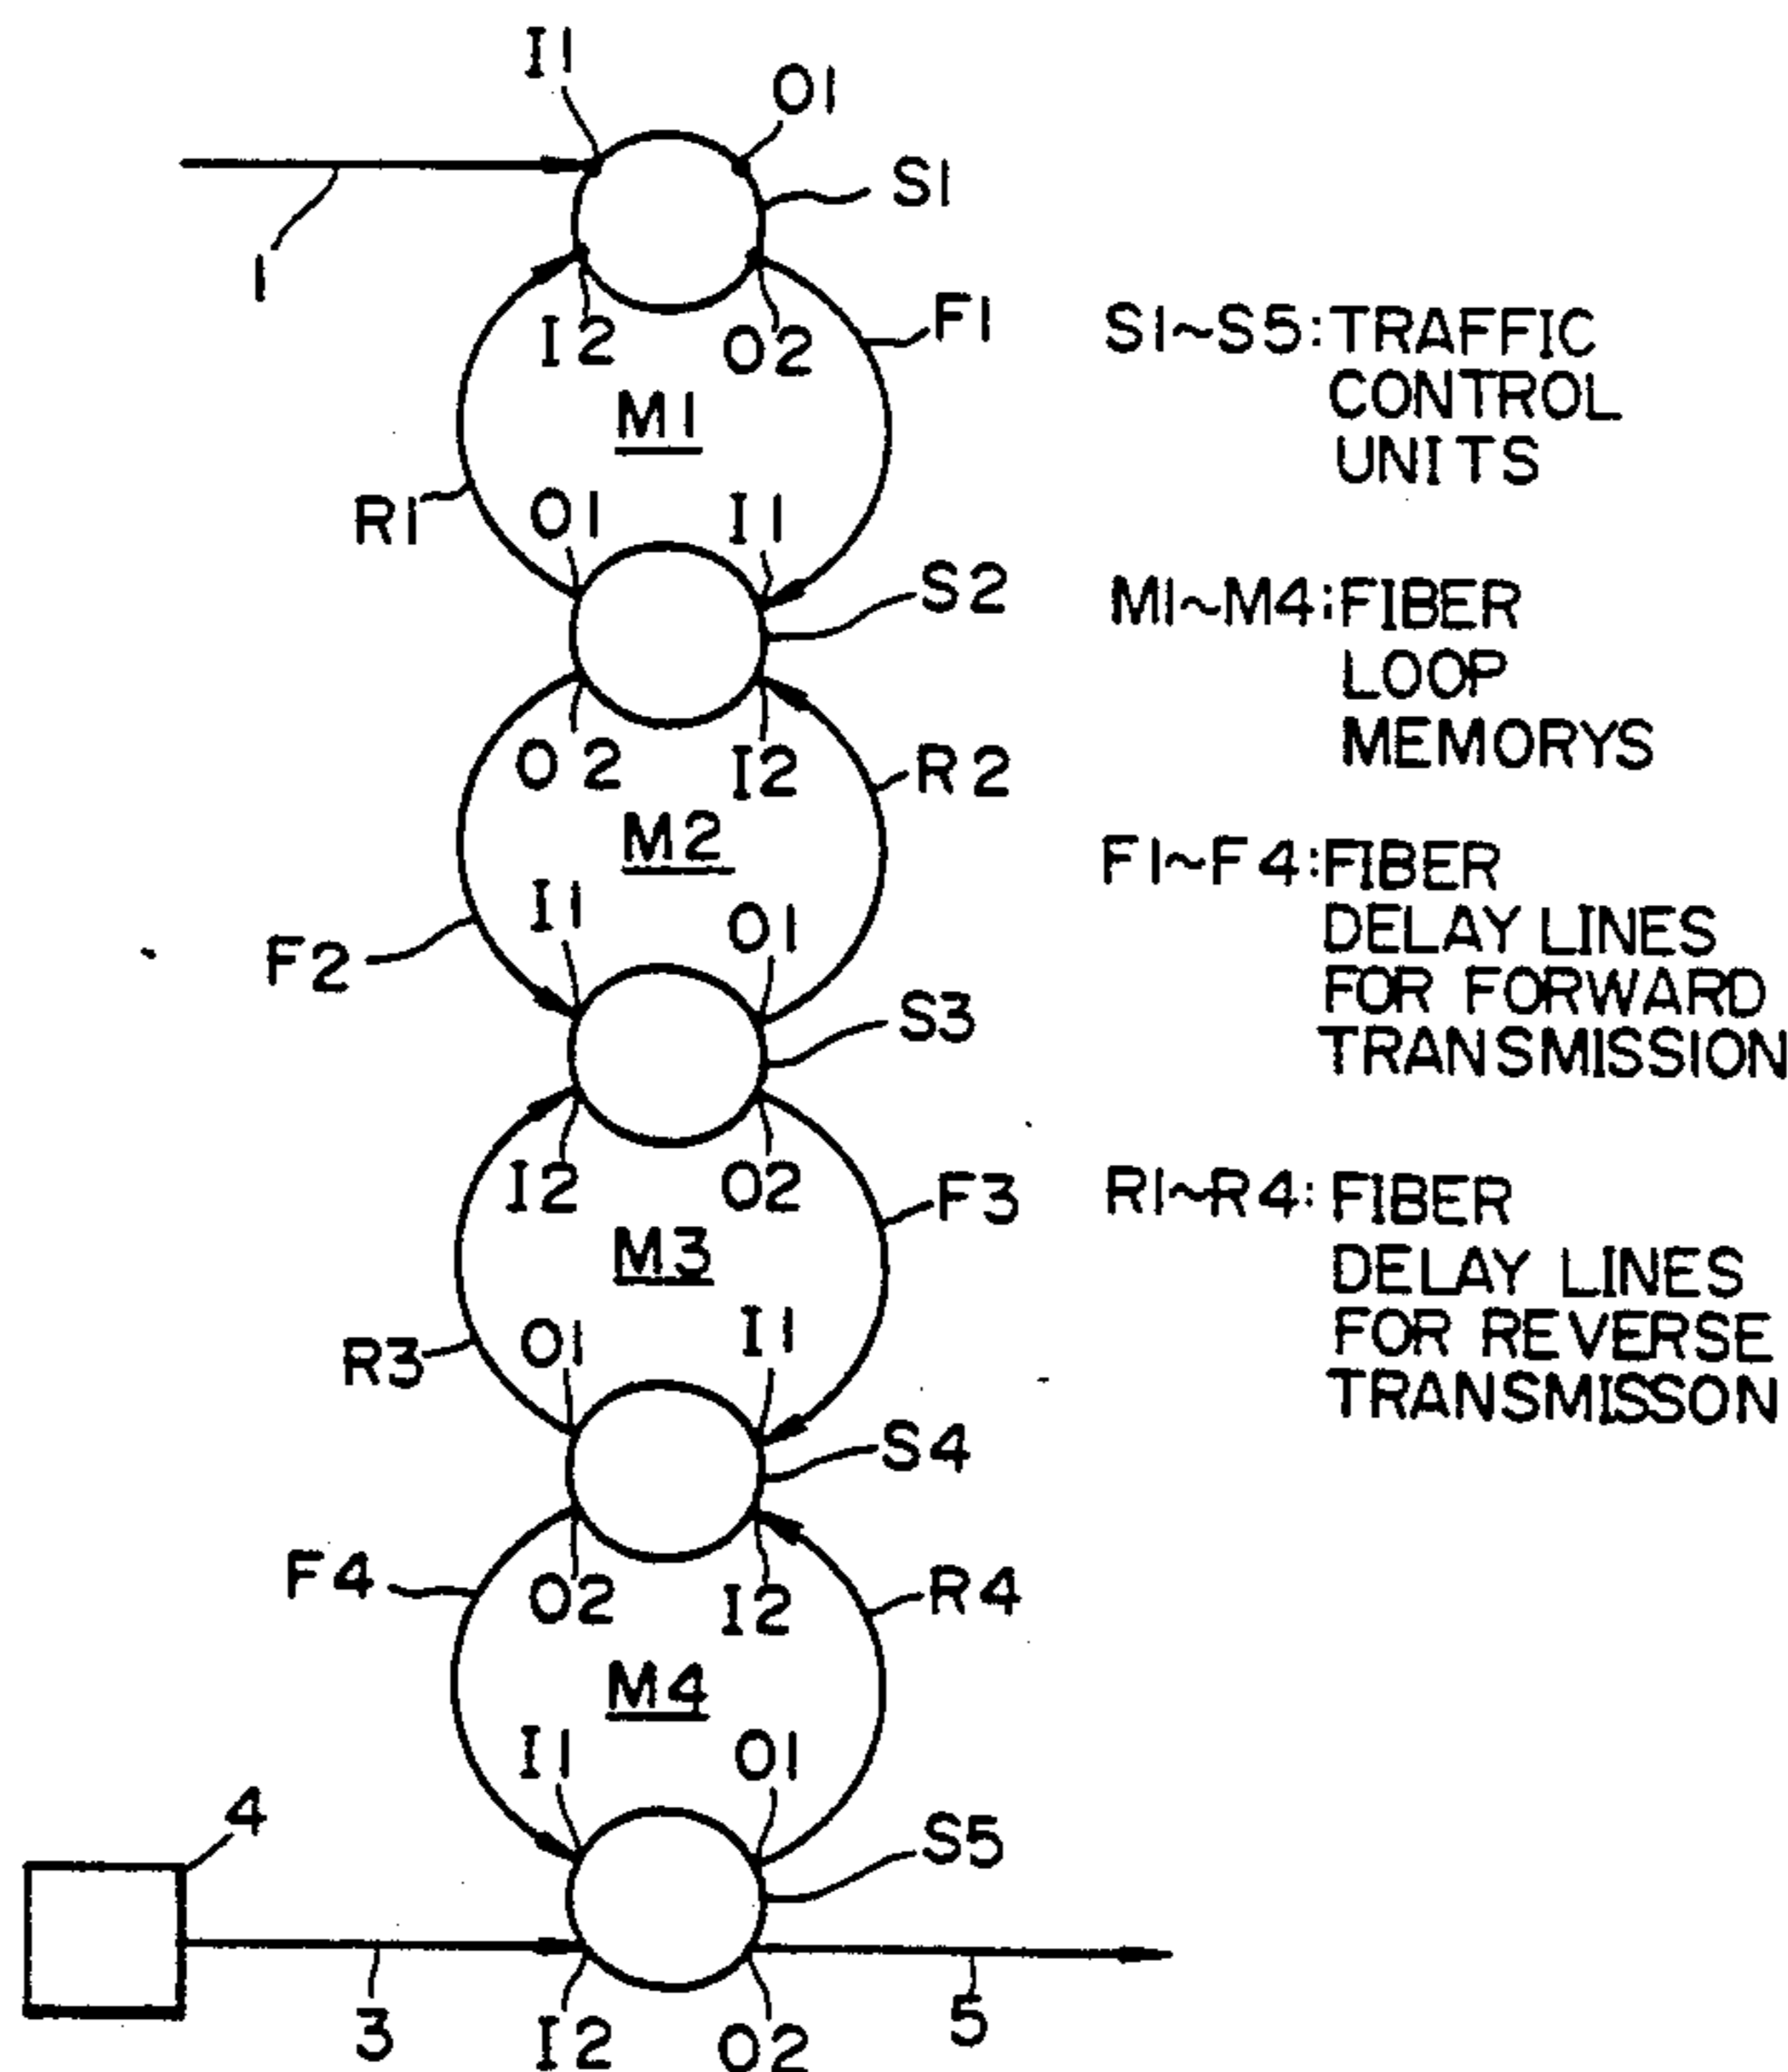 I1
O1
S1
1
I2
O2
F1
M1
R1
O1
I1
S2
O2
I2
R2
M2
I1
O1
F2
S3
I2
O2
F3
M3
R3
O1
I1
S4
F4
O2
I2
R4
M4
I1
O1
4
S5
3
I2
O2
5
S1~S5:TRAFFIC
CONTROL
UNITS
M1~M4:FIBER
LOOP
MEMORYS
F1~F4:FIBER
DELAY LINES
FOR FORWARD
TRANSMISSION
R1~R4: FIBER
DELAY LINES
FOR REVERSE
TRANSMISSON